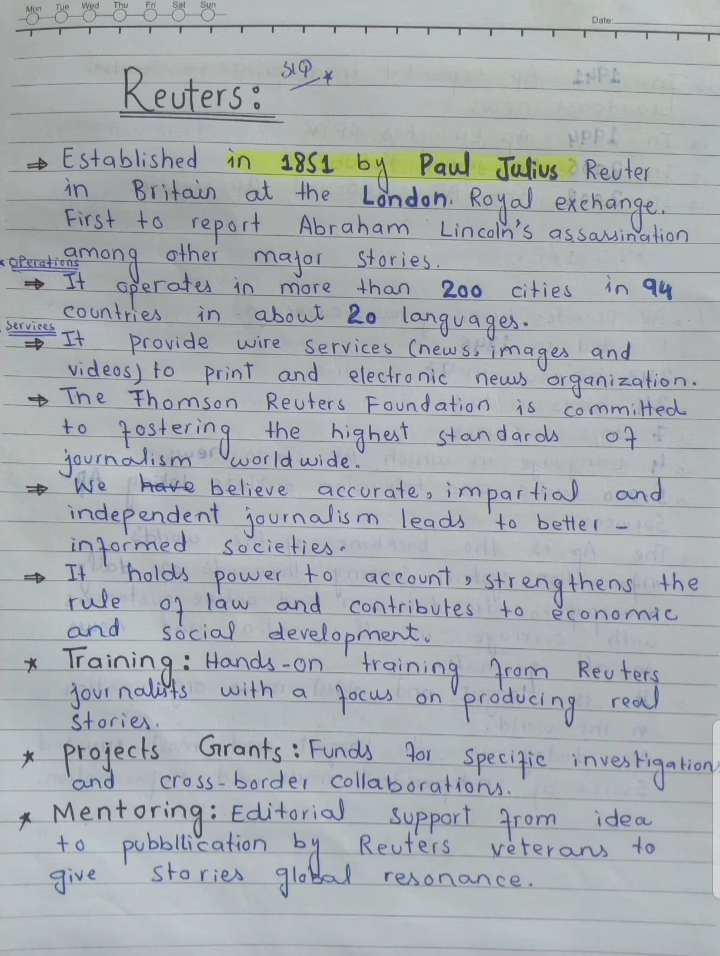 Mon Tue Wed Thu Fri Sat Sun
Date:
Reuters:
⇒ Established in 1851 by Paul Julius Reuter
in Britain at the London. Royal exchange.
First to report Abraham Lincoln's assassination
among other major stories.
* Operations
⇒ It operates in more than 200 cities in 94
countries in about 20 languages.
Services
⇒ It provide wire services (news, images and
videos) to print and electronic news organization.
⇒ The Thomson Reuters Foundation is committed
to fostering the highest standards of
journalism worldwide.
⇒ We have believe accurate, impartial and
independent journalism leads to better-
informed societies.
⇒ It holds power to account, strengthens the
rule of law and contributes to economic
and social development.
* Training: Hands-on training from Reuters
journalists with a focus on producing real
stories.
* projects Grants: Funds for specific investigation
and cross-border collaborations.
* Mentoring: Editorial support from idea
to pubbllication by Reuters veterans to
give stories global resonance.